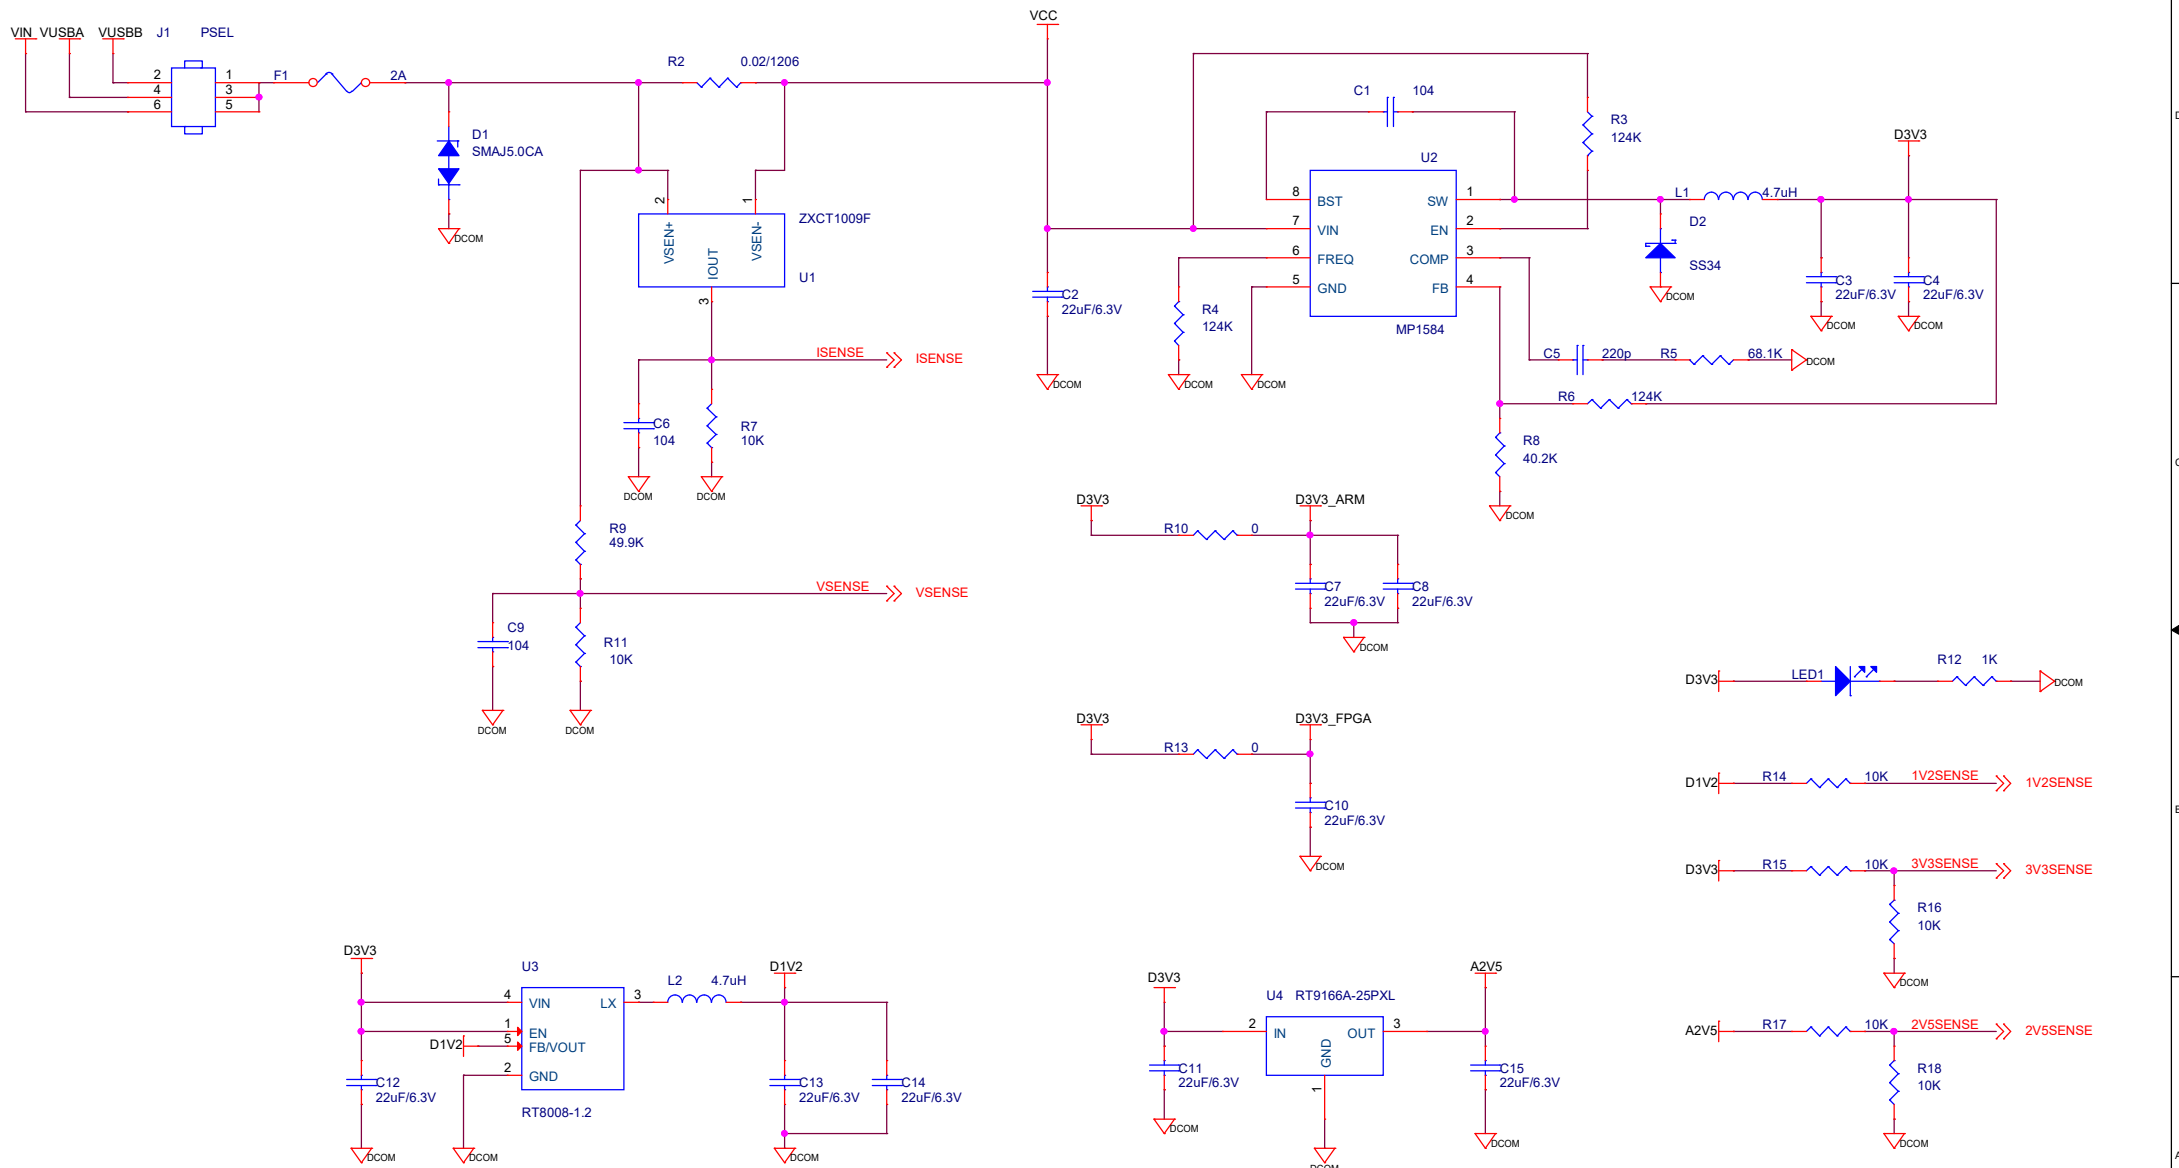 VCC
VIN VUSBA VUSBB J1 PSEL
2 1 F1 2A
4 3
6 5
R2 0.02/1206
D1
SMAJ5.0CA
DCOM
2 1
ZXCT1009F
VSEN+ IOUT VSEN-
U1
3
ISENSE ISENSE
C6
104
R7
10K
DCOM DCOM
R9
49.9K
VSENSE VSENSE
C9
104
R11
10K
DCOM DCOM
C1 104
R3
124K
U2
D3V3
8 BST SW 1
7 VIN EN 2
6 FREQ COMP 3
5 GND FB 4
MP1584
L1 4.7uH
D2
SS34
DCOM
C2
22uF/6.3V
DCOM
R4
124K
DCOM
DCOM
C3
22uF/6.3V
DCOM
C4
22uF/6.3V
DCOM
C5 220p R5 68.1K DCOM
R6 124K
R8
40.2K
DCOM
D3V3 D3V3_ARM
R10 0
C7
22uF/6.3V
C8
22uF/6.3V
DCOM
D3V3 D3V3_FPGA
R13 0
C10
22uF/6.3V
DCOM
D3V3 LED1 R12 1K DCOM
D1V2 R14 10K 1V2SENSE 1V2SENSE
D3V3 R15 10K 3V3SENSE 3V3SENSE
R16
10K
DCOM
A2V5 R17 10K 2V5SENSE 2V5SENSE
R18
10K
DCOM
D3V3
U3
L2 4.7uH
D1V2
4 VIN LX 3
1 EN
D1V2 5 FB/VOUT
2 GND
RT8008-1.2
C12
22uF/6.3V
DCOM
DCOM
C13
22uF/6.3V
C14
22uF/6.3V
DCOM
D3V3
A2V5
U4 RT9166A-25PXL
2 IN OUT 3
GND
1
C11
22uF/6.3V
DCOM
C15
22uF/6.3V
DCOM
DCOM
D